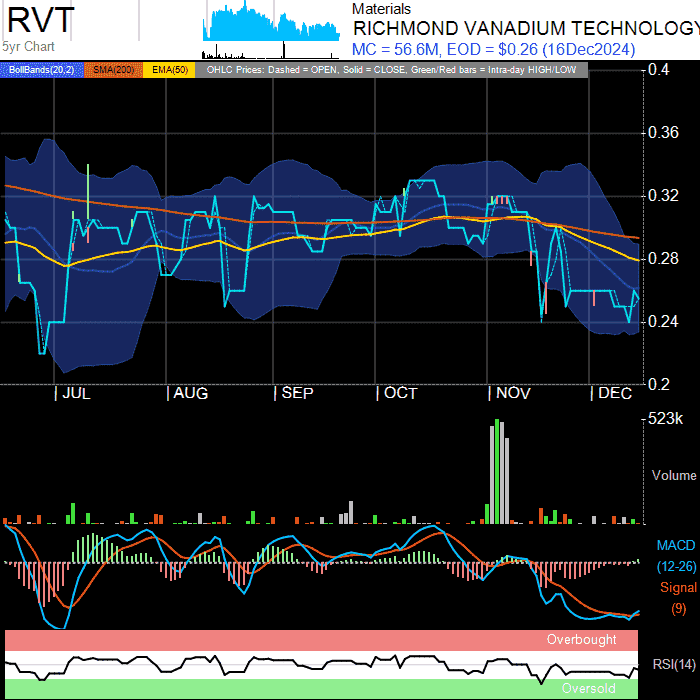 RVT
5yr Chart
Materials
RICHMOND VANADIUM TECHNOLOGY
MC = 56.6M, EOD = $0.26 (16Dec2024)
BollBands(20,2) SMA(200) EMA(50) OHLC Prices: Dashed = OPEN, Solid = CLOSE, Green/Red bars = Intra-day HIGH/LOW
0.4
0.36
0.32
0.28
0.24
0.2
JUL AUG SEP OCT NOV DEC
523k
Volume
MACD
(12-26)
Signal
(9)
Overbought
RSI(14)
Oversold